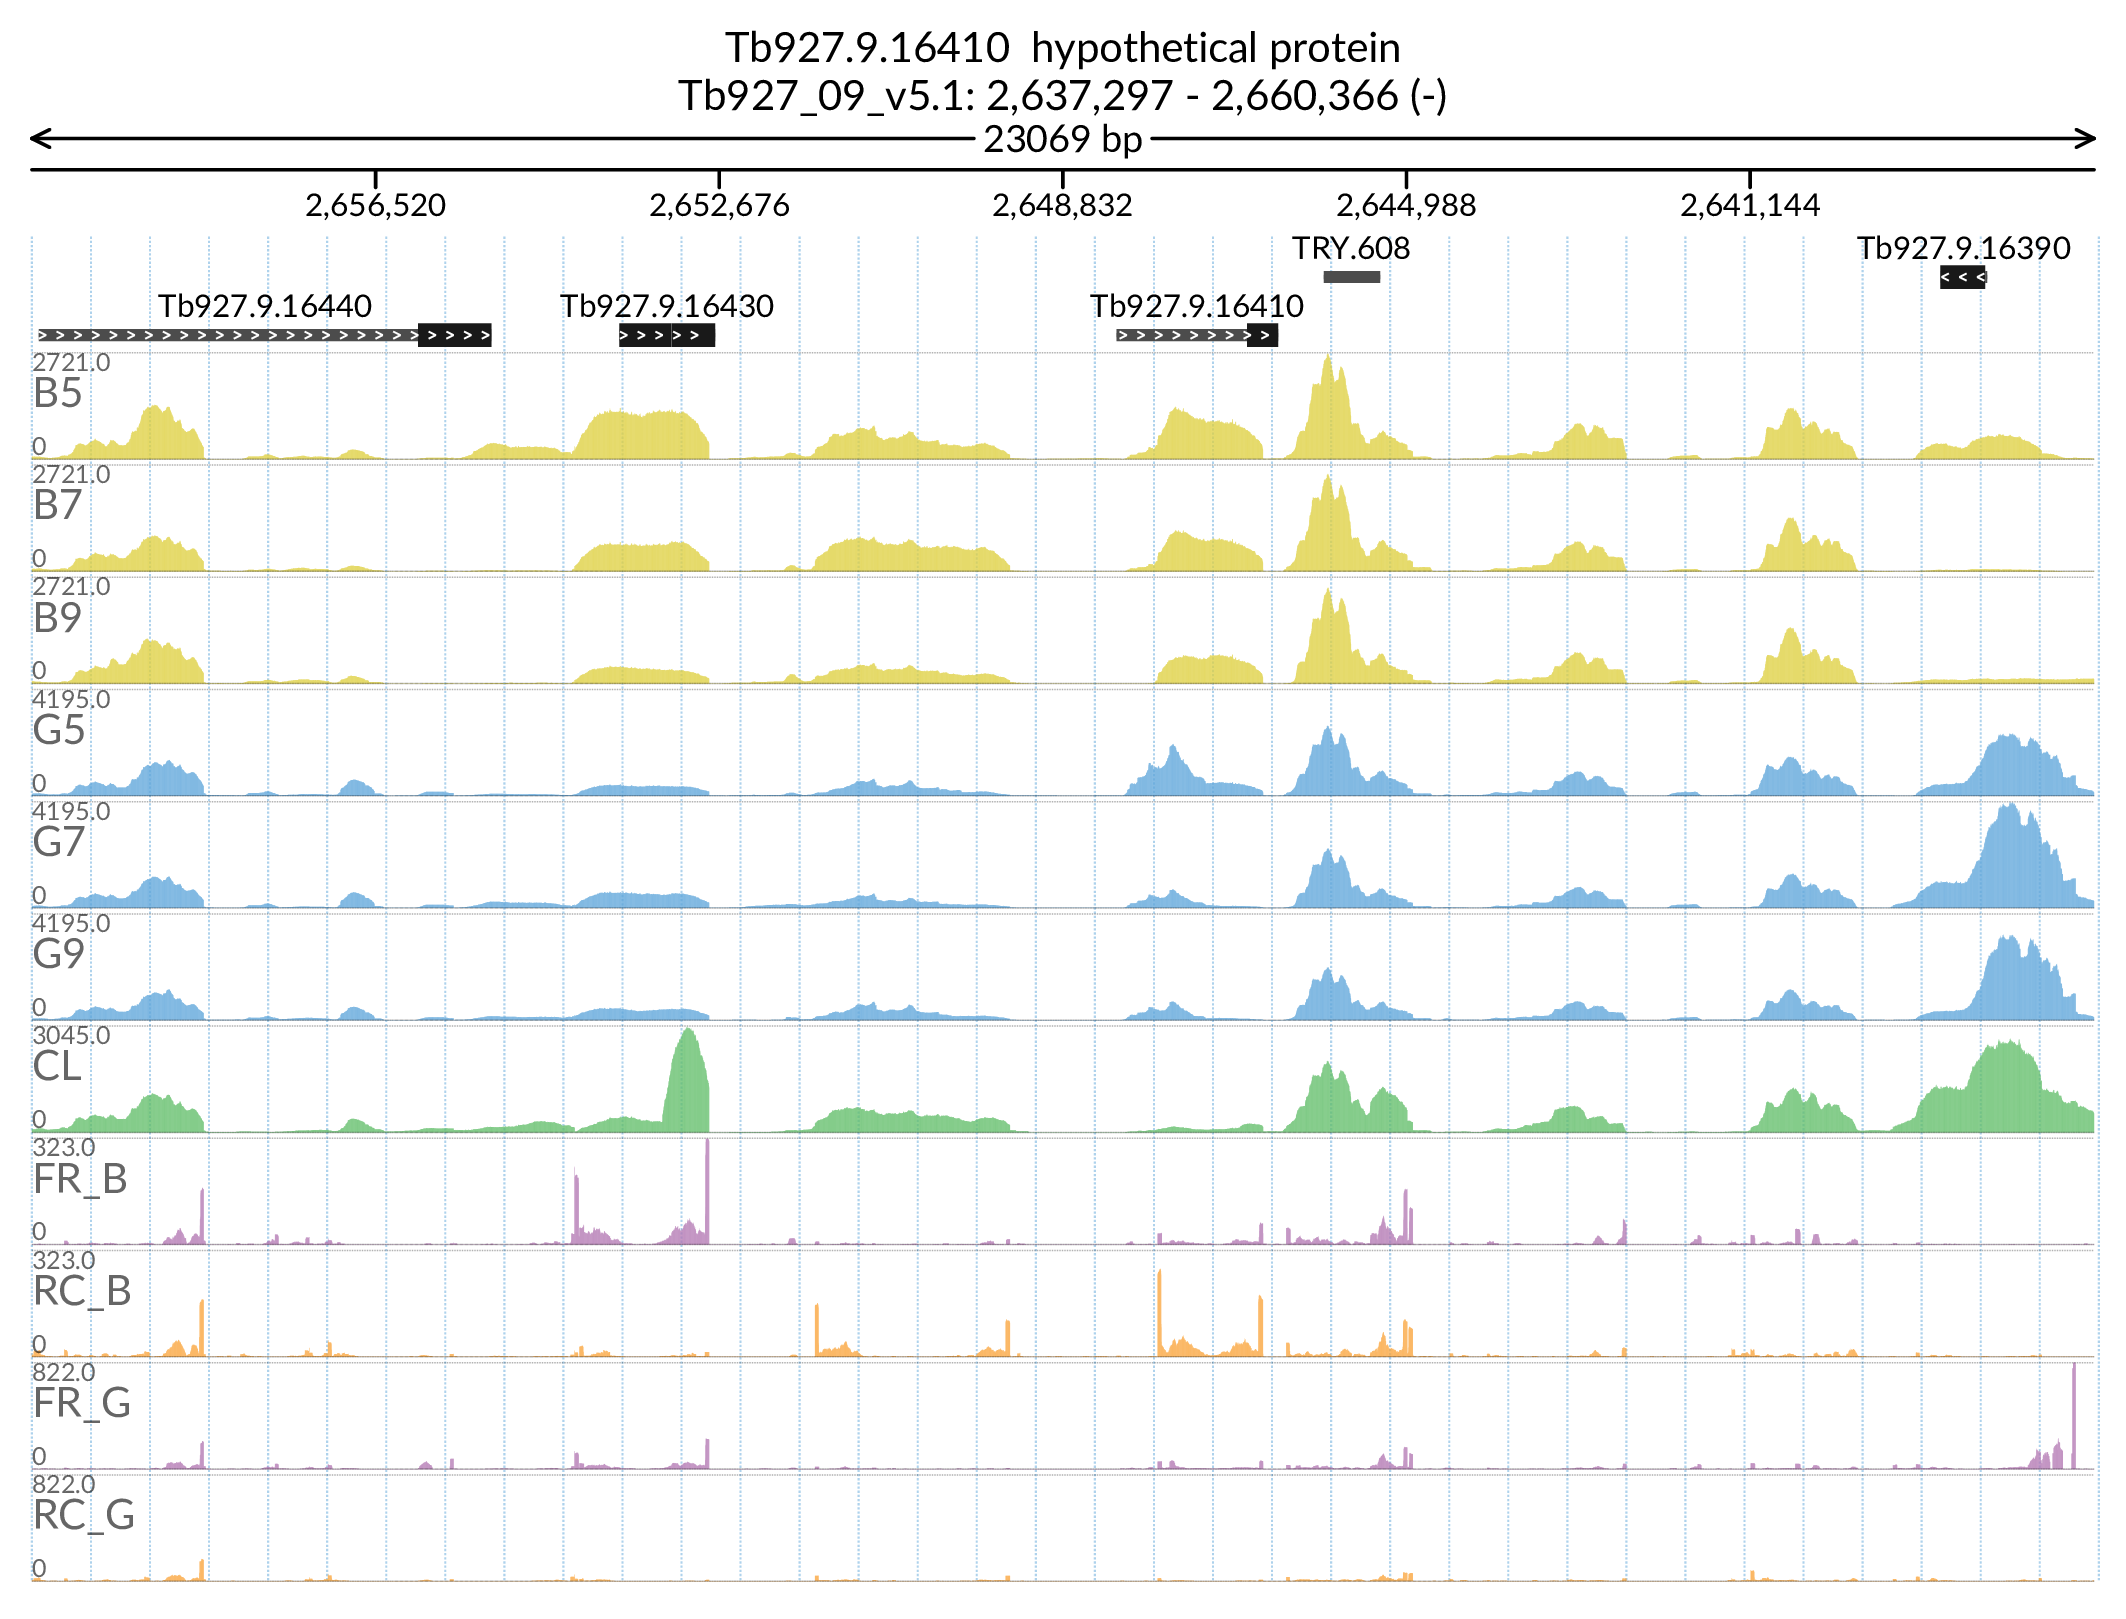 Tb927.9.16410  hypothetical protein
Tb927_09_v5.1: 2,637,297 - 2,660,366 (-)
23069 bp
2,656,520 2,652,676 2,648,832 2,644,988 2,641,144
TRY.608 Tb927.9.16390
Tb927.9.16440 Tb927.9.16430 Tb927.9.16410
2721.0
B5
0
2721.0
B7
0
2721.0
B9
0
4195.0
G5
0
4195.0
G7
0
4195.0
G9
0
3045.0
CL
0
323.0
FR_B
0
323.0
RC_B
0
822.0
FR_G
0
822.0
RC_G
0